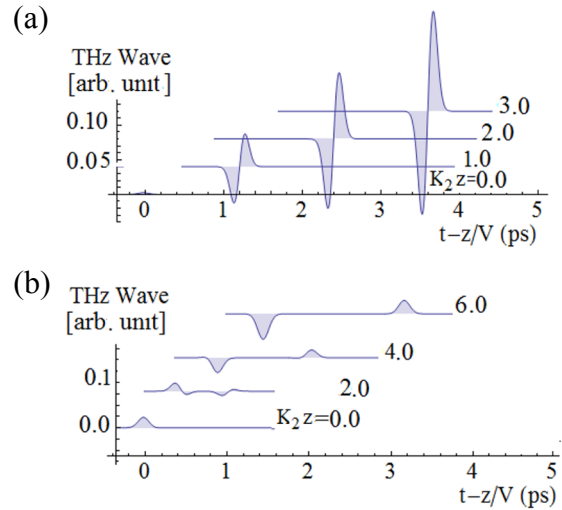 (a)
THz Wave
[arb. unit]
0.10
0.05
3.0
2.0
1.0
K2 z=0.0
0 1 2 3 4 5
t−z/V (ps)
(b)
THz Wave
[arb. unit]
6.0
4.0
0.1
2.0
0.0
K2 z=0.0
0 1 2 3 4 5
t−z/V (ps)